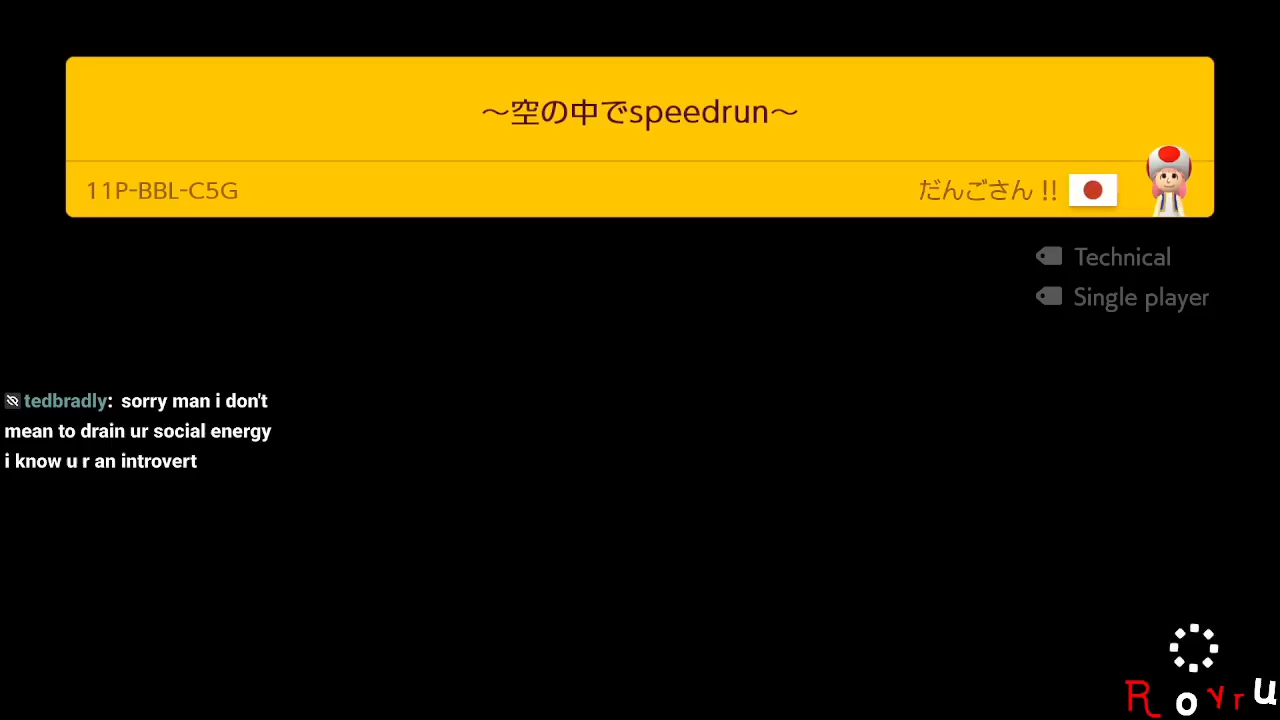 ～空の中でspeedrun～
11P-BBL-C5G
だんごさん !!
Technical
Single player
tedbradly: sorry man i don't
mean to drain ur social energy
i know u r an introvert
Royru